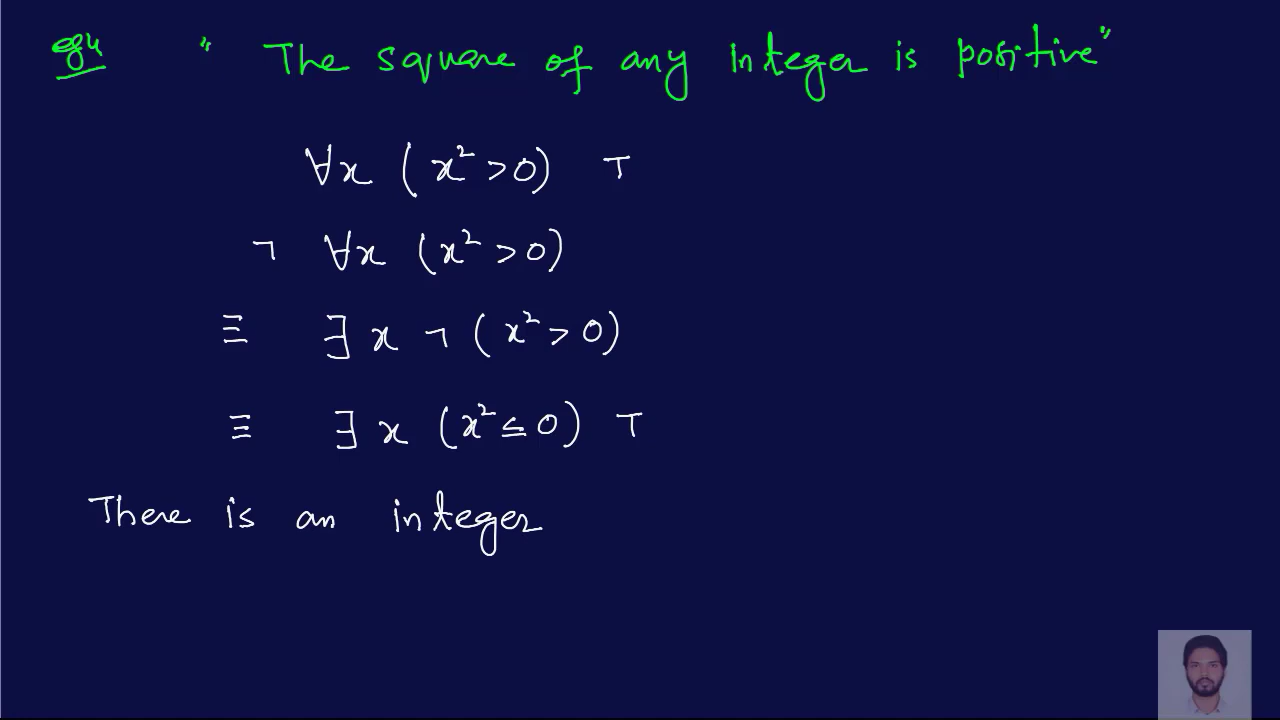 eg4 " The square of any integer is positive"
∀x (x² > 0) T
¬ ∀x (x² > 0)
≡ ∃x ¬ (x² > 0)
≡ ∃x (x² ≤ 0) T
There is an integer